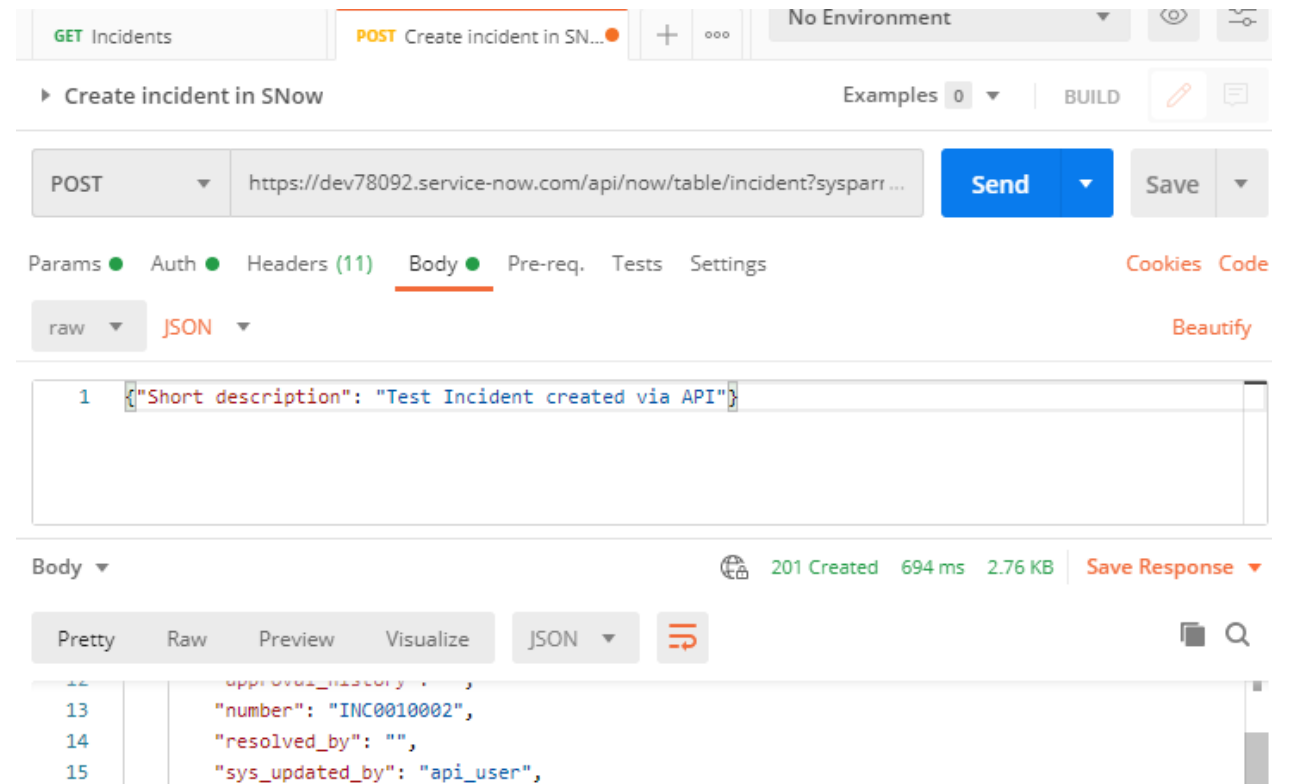 GET Incidents
POST Create incident in SN...
No Environment
Create incident in SNow
Examples 0
BUILD
POST
https://dev78092.service-now.com/api/now/table/incident?sysparr...
Send
Save
Params
Auth
Headers (11)
Body
Pre-req.
Tests
Settings
Cookies
Code
raw
JSON
Beautify
1 {"Short description": "Test Incident created via API"}
Body
201 Created 694 ms 2.76 KB
Save Response
Pretty
Raw
Preview
Visualize
JSON
12 "approval_history": "",
13 "number": "INC0010002",
14 "resolved_by": "",
15 "sys_updated_by": "api_user",